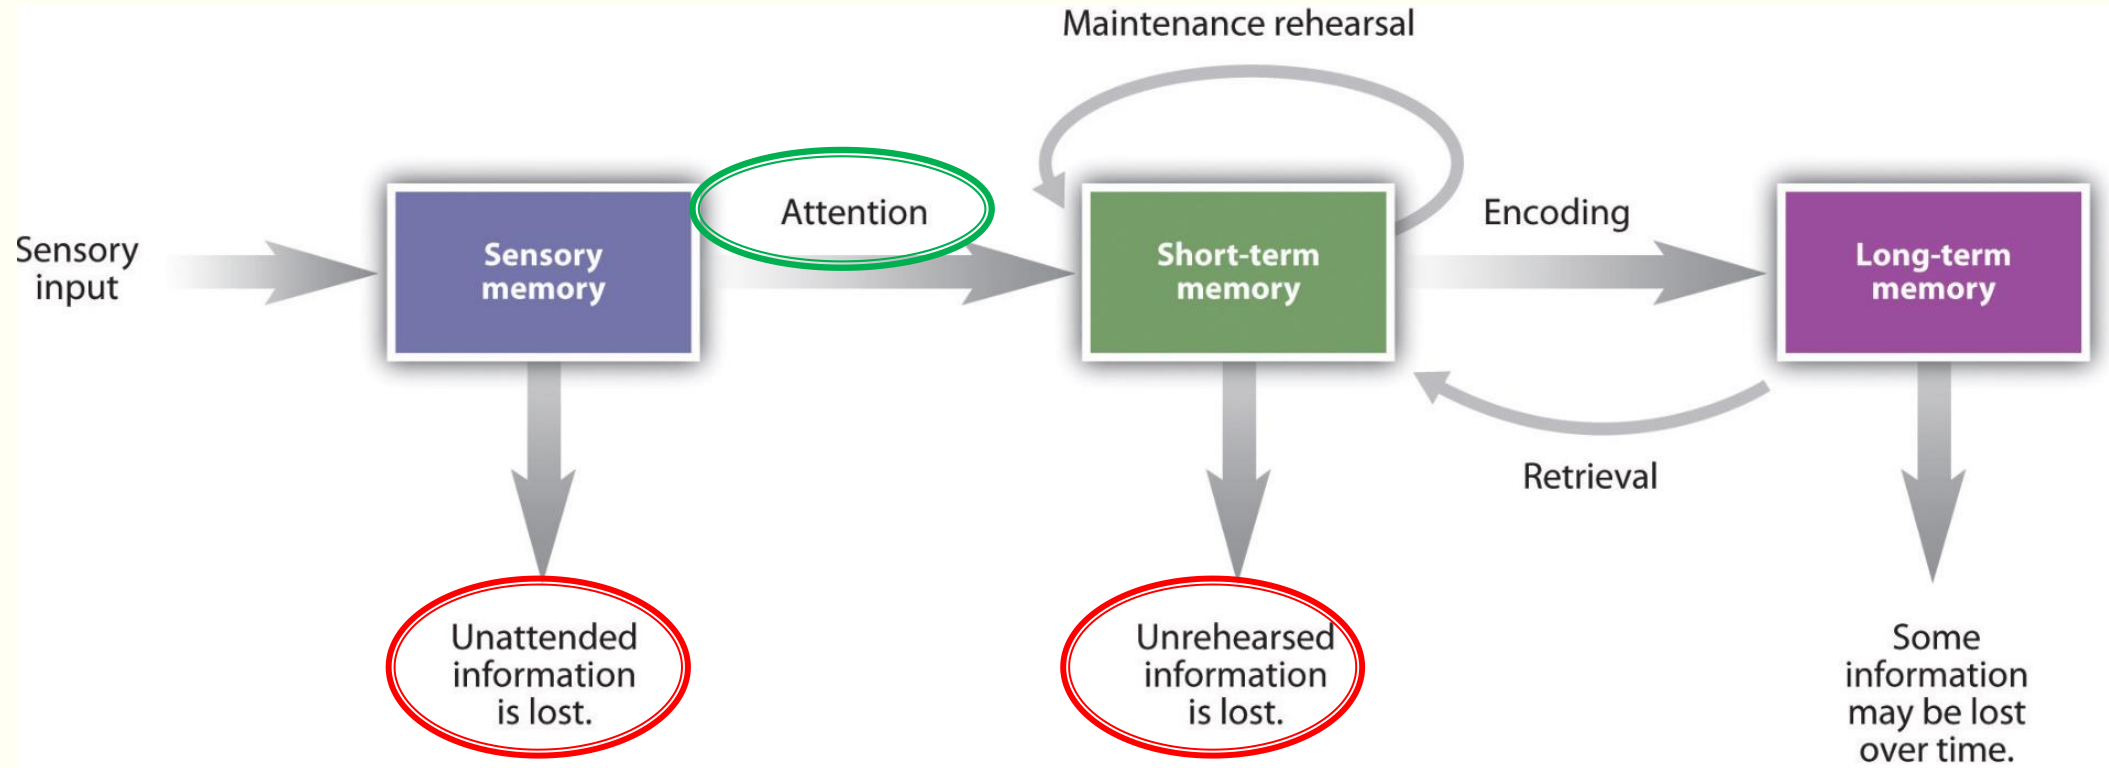 Maintenance rehearsal
Sensory
input
Sensory
memory
Attention
Short-term
memory
Encoding
Long-term
memory
Retrieval
Unattended
information
is lost.
Unrehearsed
information
is lost.
Some
information
may be lost
over time.